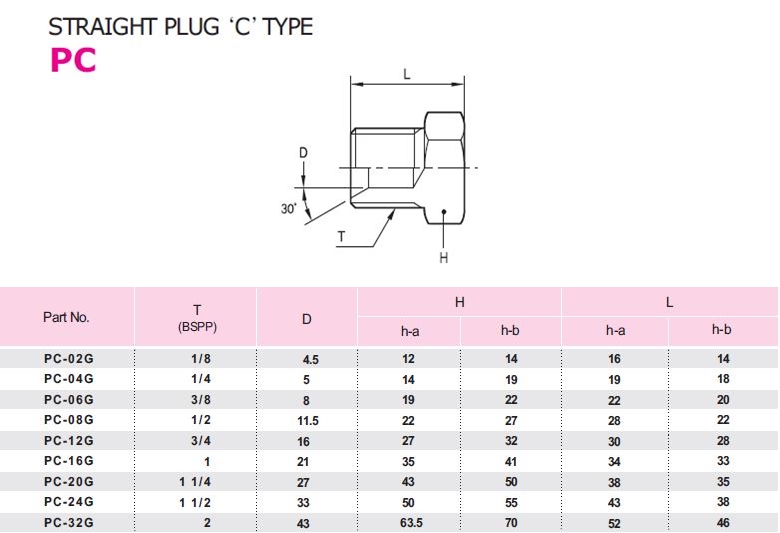 STRAIGHT PLUG ‘C’ TYPE
PC
L
D
30°
T
H
Part No. T (BSPP) D H L
h-a h-b h-a h-b
PC-02G 1/8 4.5 12 14 16 14
PC-04G 1/4 5 14 19 19 18
PC-06G 3/8 8 19 22 22 20
PC-08G 1/2 11.5 22 27 28 22
PC-12G 3/4 16 27 32 30 28
PC-16G 1 21 35 41 34 33
PC-20G 1 1/4 27 43 50 38 35
PC-24G 1 1/2 33 50 55 43 38
PC-32G 2 43 63.5 70 52 46